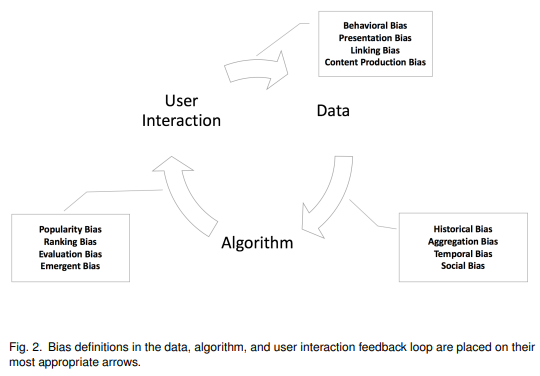 Behavioral Bias
Presentation Bias
Linking Bias
Content Production Bias
User
Interaction
Data
Algorithm
Popularity Bias
Ranking Bias
Evaluation Bias
Emergent Bias
Historical Bias
Aggregation Bias
Temporal Bias
Social Bias
Fig. 2. Bias definitions in the data, algorithm, and user interaction feedback loop are placed on their
most appropriate arrows.